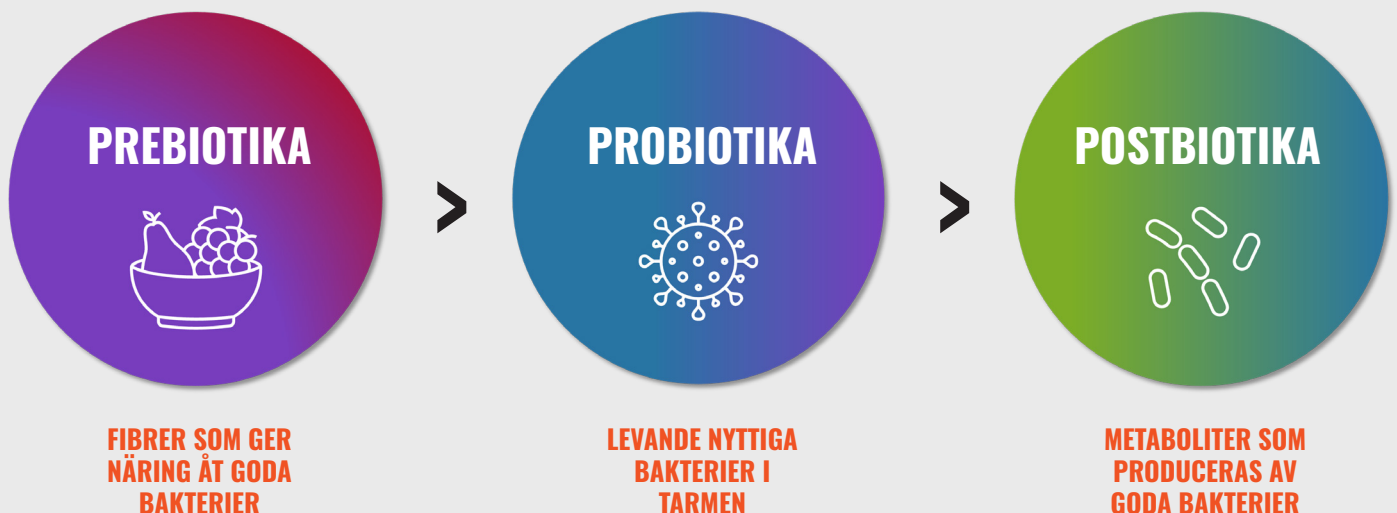 PREBIOTIKA
FIBRER SOM GER
NÄRING ÅT GODA
BAKTERIER
>
PROBIOTIKA
LEVANDE NYTTIGA
BAKTERIER I
TARMEN
>
POSTBIOTIKA
METABOLITER SOM
PRODUCERAS AV
GODA BAKTERIER